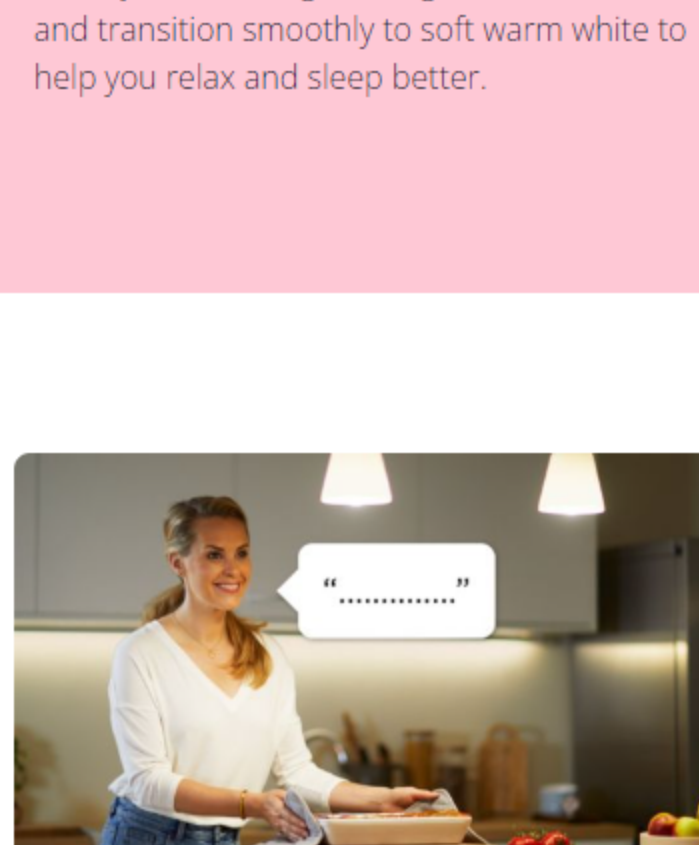 and transition smoothly to soft warm white to
help you relax and sleep better.
“..............”